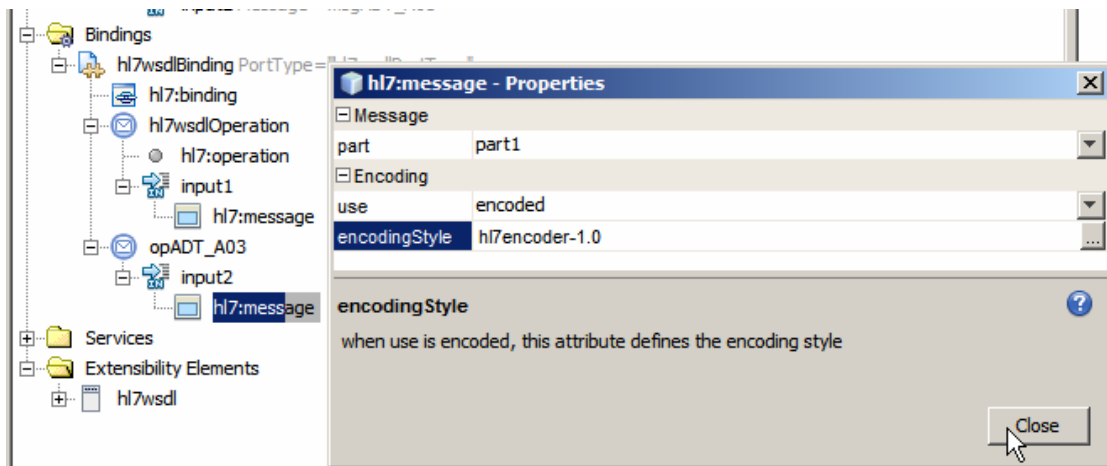 Bindings
hl7wsdlBinding PortType=
hl7:binding
hl7wsdlOperation
hl7:operation
input1
hl7:message
opADT_A03
input2
hl7:message
Services
Extensibility Elements
hl7wsdl
hl7:message - Properties
Message
part part1
Encoding
use encoded
encodingStyle hl7encoder-1.0
...
encodingStyle
?
when use is encoded, this attribute defines the encoding style
Close